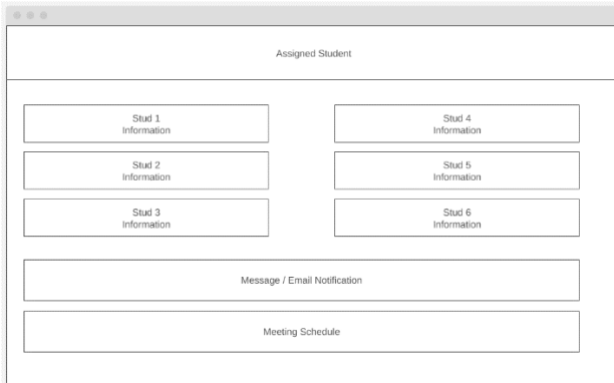 Assigned Student
Stud 1
Information
Stud 4
Information
Stud 2
Information
Stud 5
Information
Stud 3
Information
Stud 6
Information
Message / Email Notification
Meeting Schedule